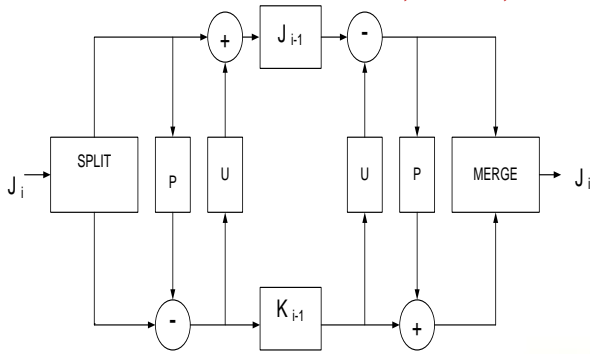 + J i-1 -
SPLIT P U U P MERGE
J i J i
- K i-1 +